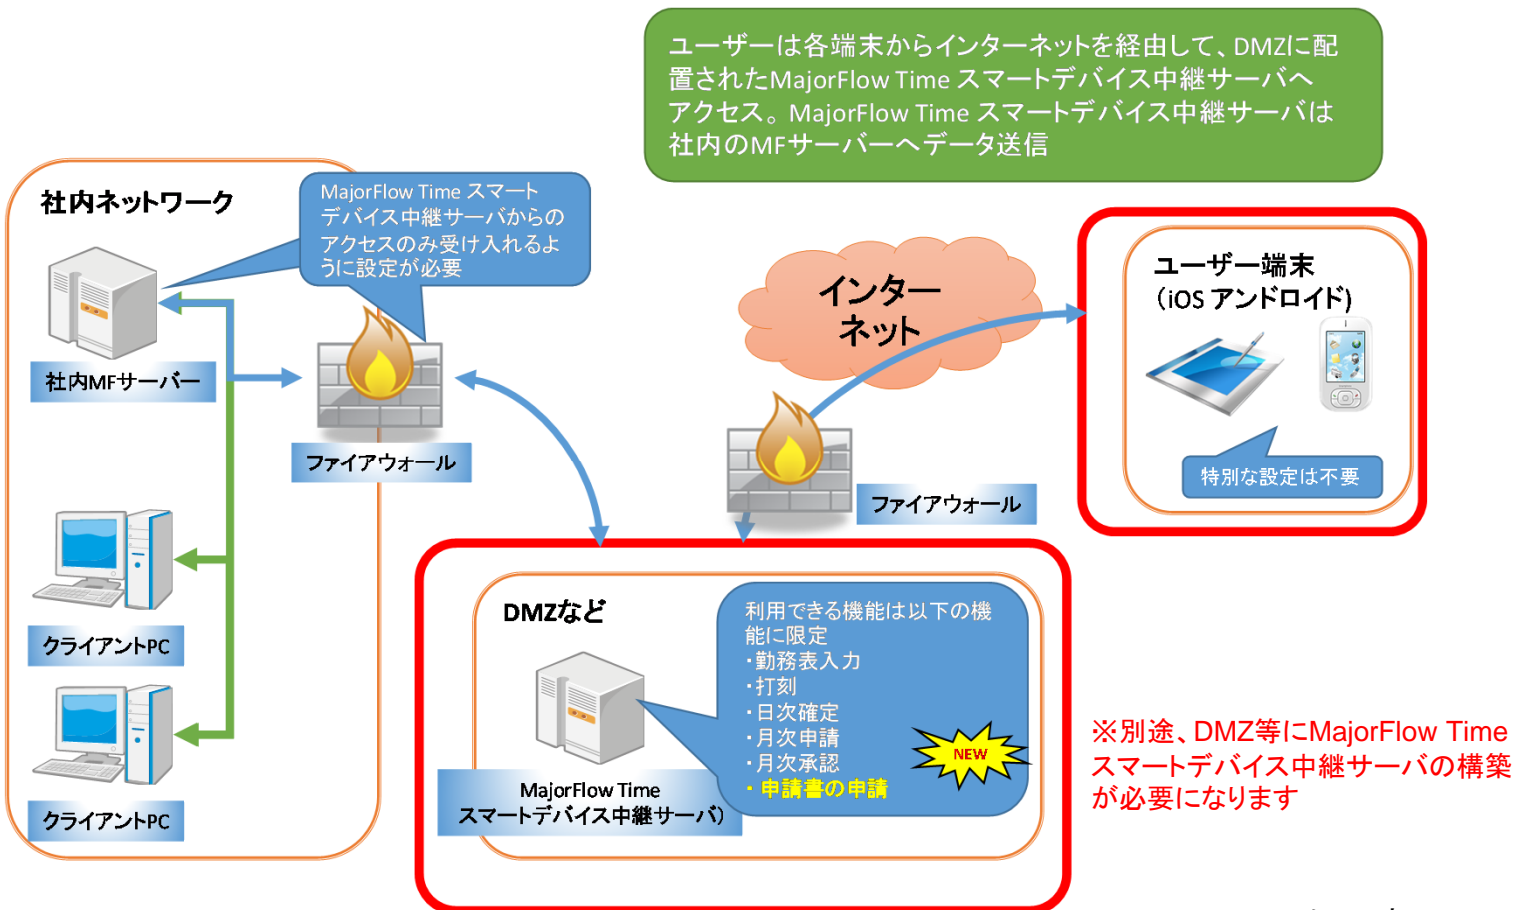 ユーザーは各端末からインターネットを経由して、DMZに配
置されたMajorFlow Time スマートデバイス中継サーバへ
アクセス。MajorFlow Time スマートデバイス中継サーバは
社内のMFサーバーへデータ送信
社内ネットワーク
MajorFlow Time スマート
デバイス中継サーバからの
アクセスのみ受け入れるよ
うに設定が必要
インター
ネット
ユーザー端末
（iOS アンドロイド)
社内MFサーバー
ファイアウォール
特別な設定は不要
ファイアウォール
クライアントPC
クライアントPC
DMZなど
利用できる機能は以下の機
能に限定
・勤務表入力
・打刻
・日次確定
・月次申請
・月次承認
・申請書の申請
NEW
MajorFlow Time
スマートデバイス中継サーバ）
※別途、DMZ等にMajorFlow Time
スマートデバイス中継サーバの構築
が必要になります